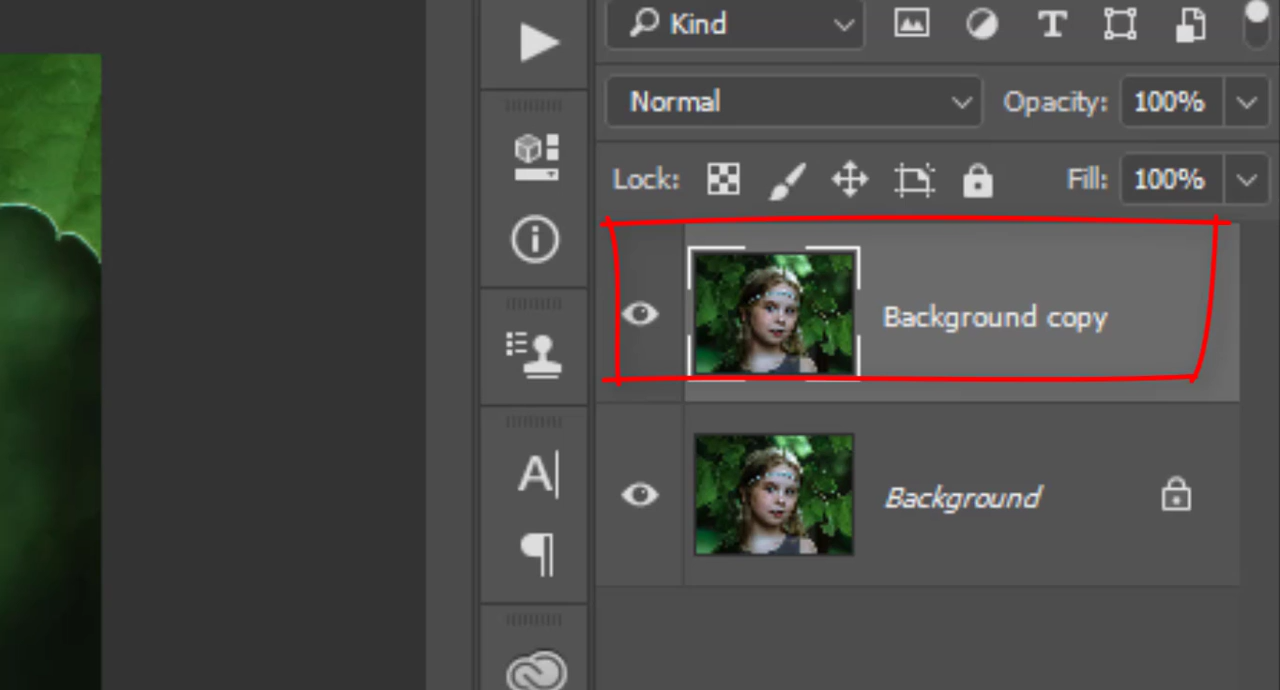 Kind
Normal Opacity: 100%
Lock: Fill: 100%
Background copy
Background